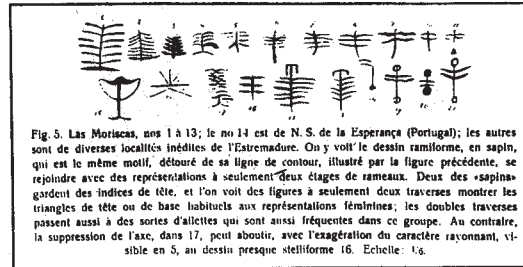 Fig. 5. Las Moriscas, nos 1 à 13; le no 14 est de N. S. de la Esperança (Portugal); les autres
sont de diverses localités inédites de l'Estremadure. On y voit le dessin ramiforme, en sapin,
qui est le même motif, détouré de sa ligne de contour, illustré par la figure précédente, se
rejoindre avec des représentations à seulement deux étages de rameaux. Deux des «sapins»
gardent des indices de tête, et l'on voit des figures à seulement deux traverses montrer les
triangles de tête ou de base habituels aux représentations féminines; les doubles traverses
passent aussi à des sortes d'ailettes qui sont aussi fréquentes dans ce groupe. Au contraire,
la suppression de l'axe, dans 17, peut aboutir, avec l'exagération du caractère rayonnant, vi-
sible en 5, au dessin presque stelliforme 16. Echelle: 1/6.